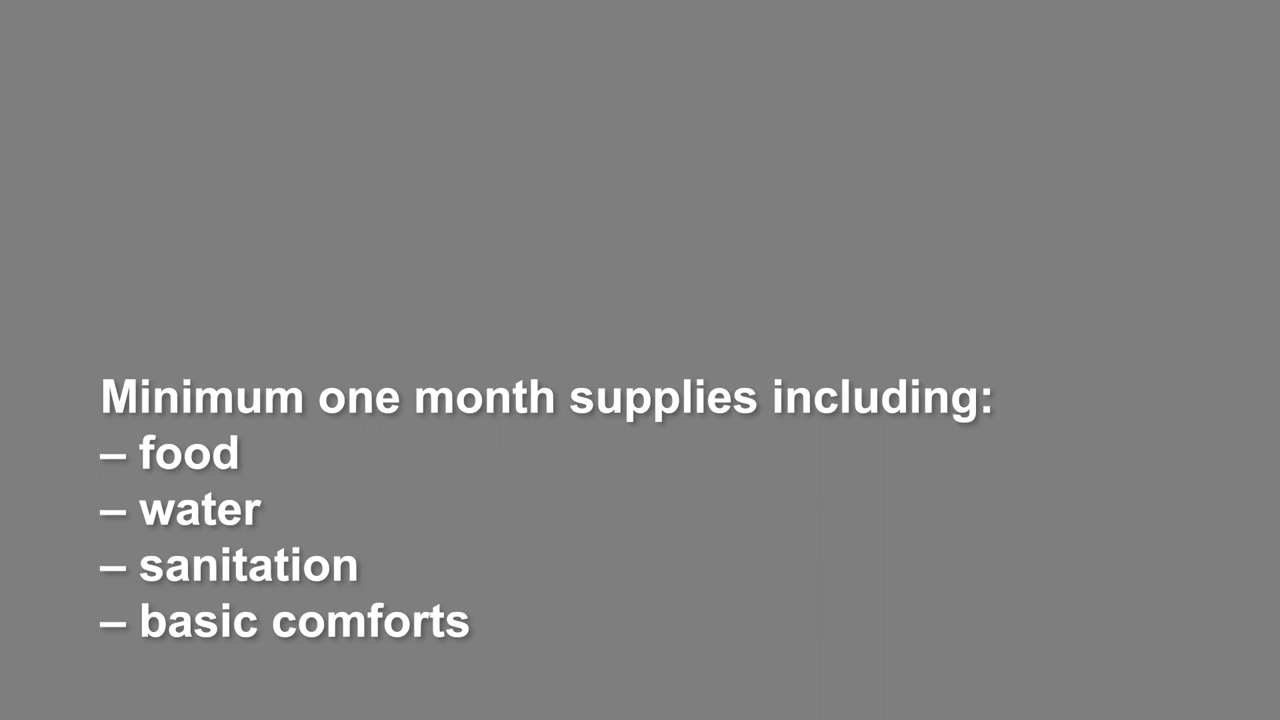 Minimum one month supplies including:
– food
– water
– sanitation
– basic comforts